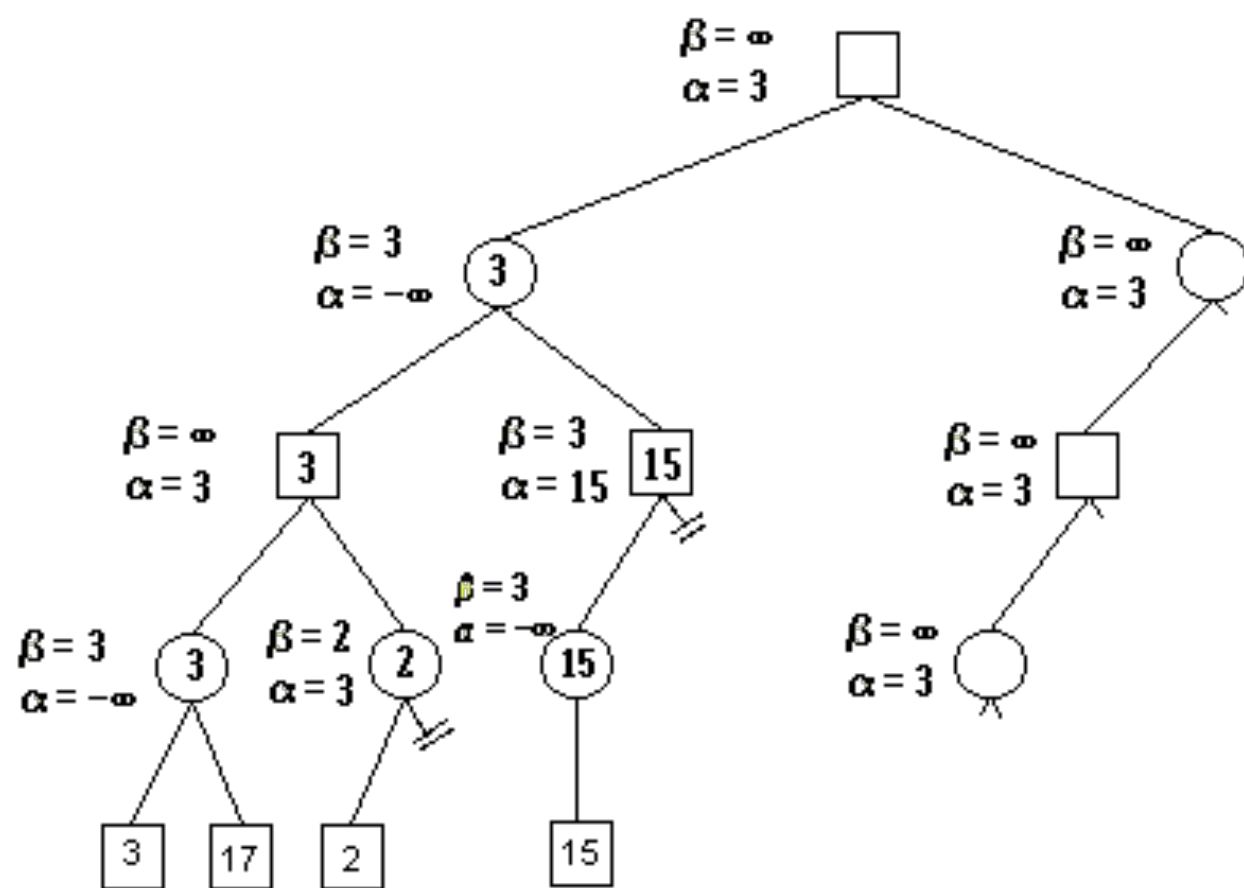 β = ∞
α = 3
β = 3
α = -∞
3
β = ∞
α = 3
β = ∞
α = 3
3
β = 3
α = 15
15
β = ∞
α = 3
β = 3
α = -∞
3
β = 2
α = 3
2
β = 3
α = -∞
15
β = ∞
α = 3
3
17
2
15